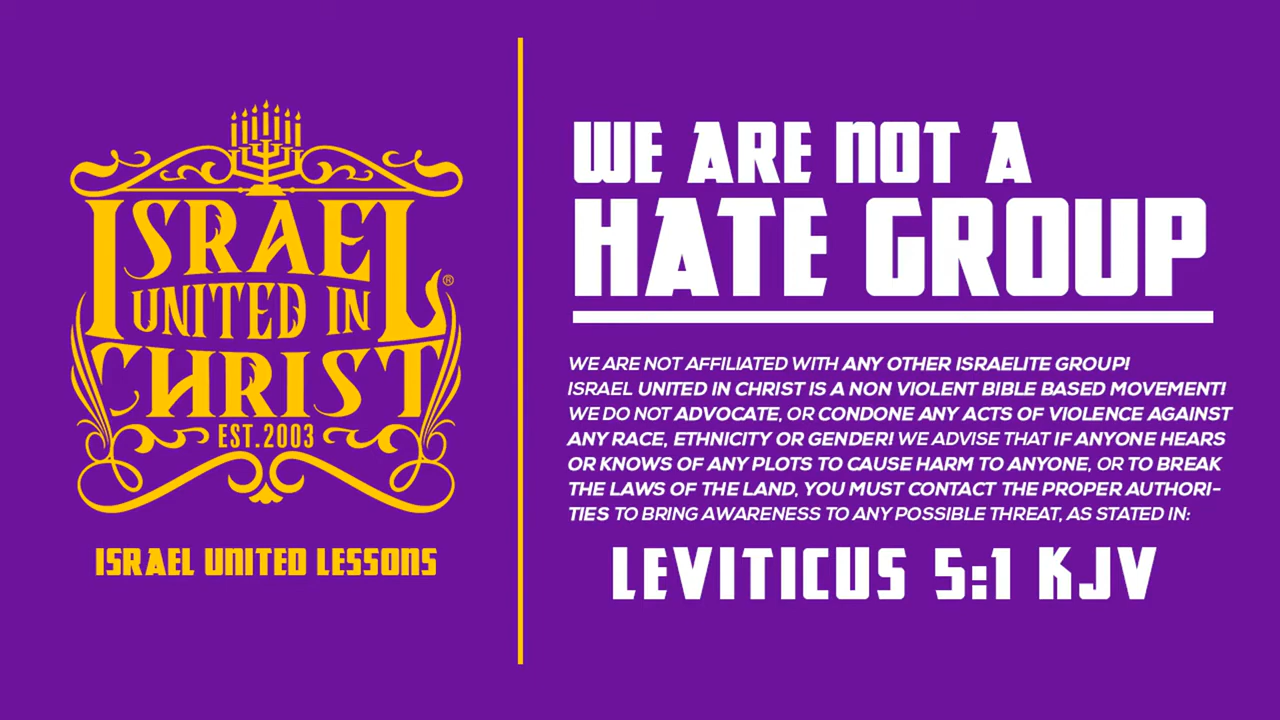 ISRAEL
UNITED IN
CHRIST®
EST.2003
ISRAEL UNITED LESSONS
WE ARE NOT A
HATE GROUP
WE ARE NOT AFFILIATED WITH ANY OTHER ISRAELITE GROUP!
ISRAEL UNITED IN CHRIST IS A NON VIOLENT BIBLE BASED MOVEMENT!
WE DO NOT ADVOCATE, OR CONDONE ANY ACTS OF VIOLENCE AGAINST
ANY RACE, ETHNICITY OR GENDER! WE ADVISE THAT IF ANYONE HEARS
OR KNOWS OF ANY PLOTS TO CAUSE HARM TO ANYONE, OR TO BREAK
THE LAWS OF THE LAND, YOU MUST CONTACT THE PROPER AUTHORI-
TIES TO BRING AWARENESS TO ANY POSSIBLE THREAT, AS STATED IN:
LEVITICUS 5:1 KJV